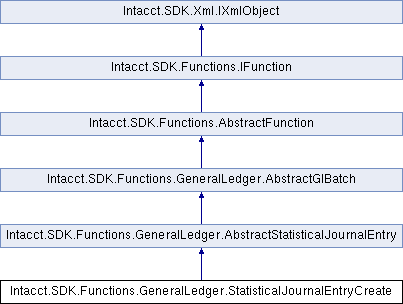 Intacct.SDK.Xml.IXmlObject
Intacct.SDK.Functions.IFunction
Intacct.SDK.Functions.AbstractFunction
Intacct.SDK.Functions.GeneralLedger.AbstractGlBatch
Intacct.SDK.Functions.GeneralLedger.AbstractStatisticalJournalEntry
Intacct.SDK.Functions.GeneralLedger.StatisticalJournalEntryCreate